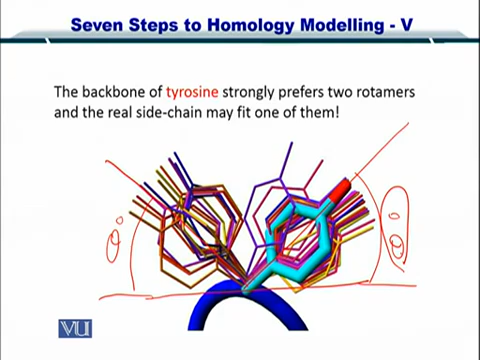 Seven Steps to Homology Modelling - V
The backbone of tyrosine strongly prefers two rotamers
and the real side-chain may fit one of them!
θ° θ°
VU